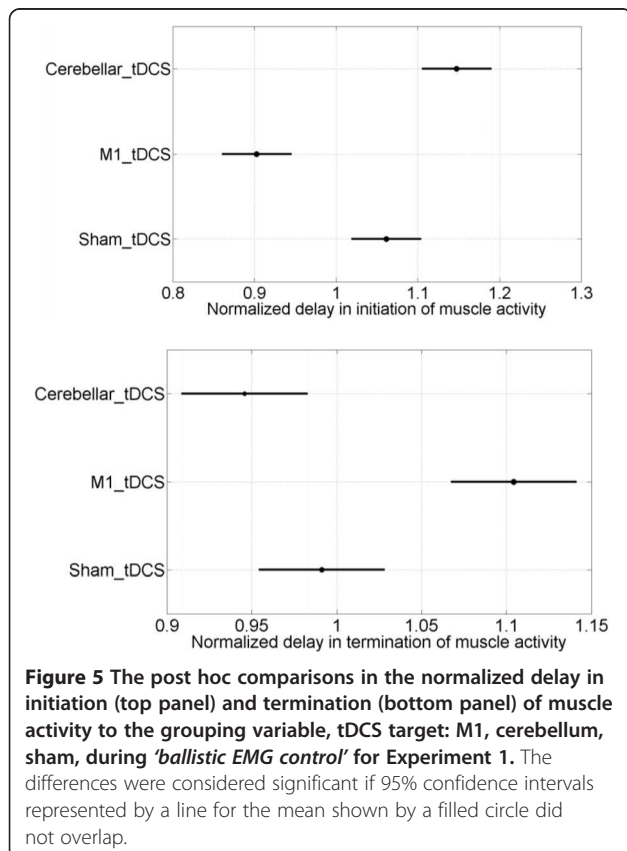 Cerebellar_tDCS
M1_tDCS
Sham_tDCS
0.8 0.9 1 1.1 1.2 1.3
Normalized delay in initiation of muscle activity
Cerebellar_tDCS
M1_tDCS
Sham_tDCS
0.9 0.95 1 1.05 1.1 1.15
Normalized delay in termination of muscle activity
Figure 5 The post hoc comparisons in the normalized delay in
initiation (top panel) and termination (bottom panel) of muscle
activity to the grouping variable, tDCS target: M1, cerebellum,
sham, during 'ballistic EMG control' for Experiment 1. The
differences were considered significant if 95% confidence intervals
represented by a line for the mean shown by a filled circle did
not overlap.